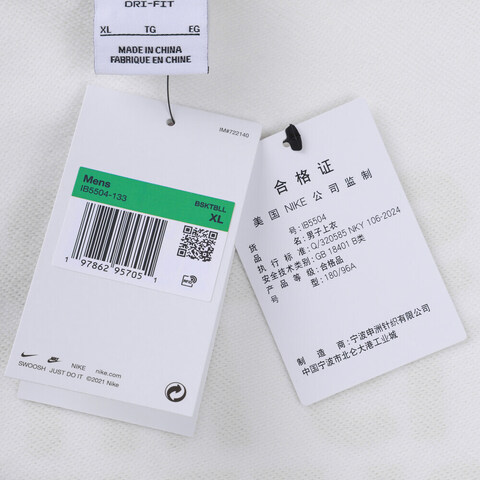 DRI-FIT
XL TG EG
MADE IN CHINA
FABRIQUE EN CHINE
IM#722140
Mens
IB5504-133
BSKTBLL
XL
1 97862 95705 1
RFID
NIKE nike.com
SWOOSH JUST DO IT ©2021 Nike
合格证
美国 NIKE 公司监制
货 号: IB5504
品 名: 男子上衣
执行标准: Q/320585 NKY 106-2024
安全技术类别: GB 18401 B类
产品等级: 合格品
型 号: 180/96A
制 造 商: 宁波申洲针织有限公司
中国宁波市北仑大港工业城